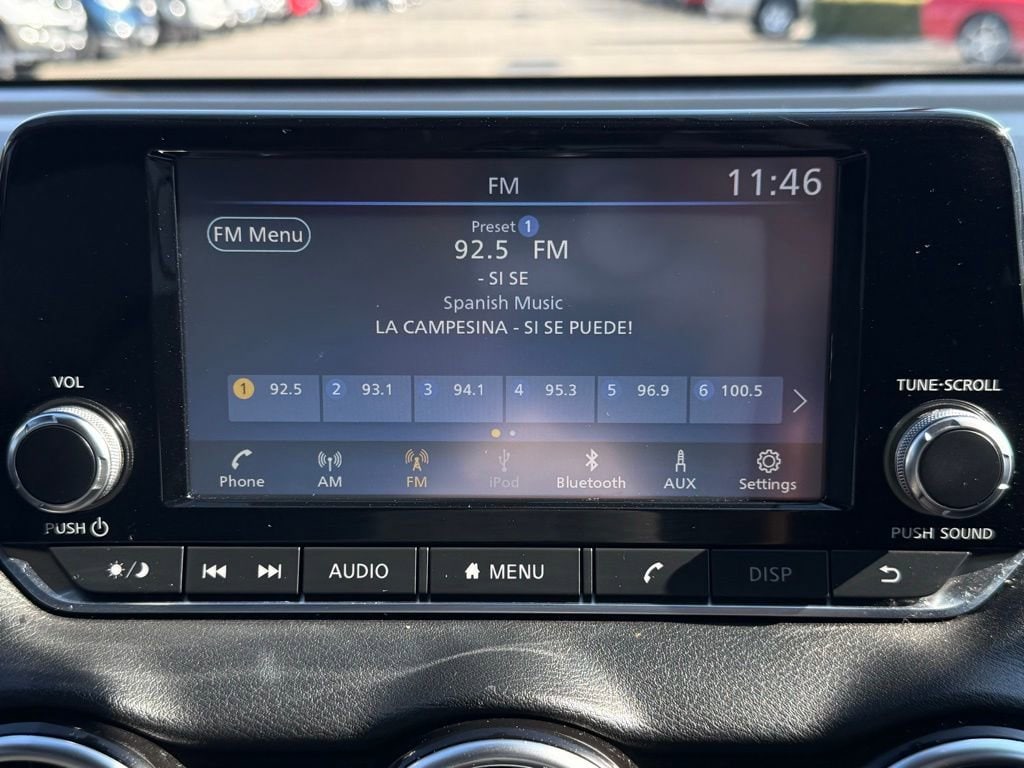 FM 11:46
FM Menu
Preset 1
92.5 FM
- SI SE
Spanish Music
LA CAMPESINA - SI SE PUEDE!
1 92.5 2 93.1 3 94.1 4 95.3 5 96.9 6 100.5
Phone AM FM iPod Bluetooth AUX Settings
VOL
PUSH
TUNE·SCROLL
PUSH SOUND
AUDIO MENU DISP